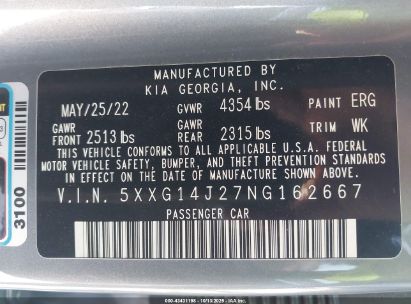 MANUFACTURED BY
KIA GEORGIA, INC.
MAY/25/22 GVWR 4354 lbs PAINT ERG
GAWR FRONT 2513 lbs GAWR REAR 2315 lbs TRIM WK
THIS VEHICLE CONFORMS TO ALL APPLICABLE U.S.A. FEDERAL
MOTOR VEHICLE SAFETY, BUMPER, AND THEFT PREVENTION STANDARDS
IN EFFECT ON THE DATE OF MANUFACTURE SHOWN ABOVE.
V.I.N. 5XXG14J27NG162667
PASSENGER CAR
3100